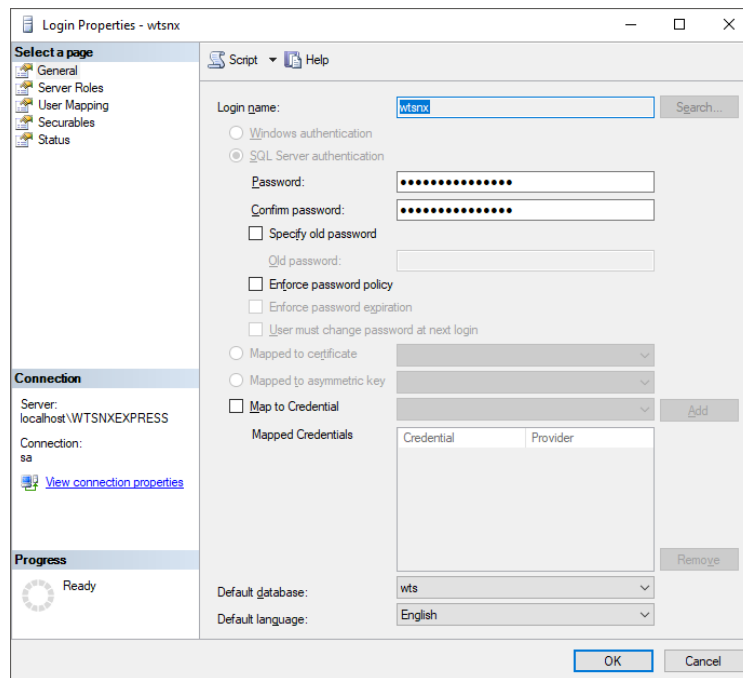 Login Properties - wtsnx
Select a page
General
Server Roles
User Mapping
Securables
Status
Script
Help
Login name:
wtsnx
Search...
Windows authentication
SQL Server authentication
Password:
●●●●●●●●●●●●●●●
Confirm password:
●●●●●●●●●●●●●●●
Specify old password
Old password:
Enforce password policy
Enforce password expiration
User must change password at next login
Mapped to certificate
Mapped to asymmetric key
Map to Credential
Add
Mapped Credentials
Credential
Provider
Remove
Default database:
wts
Default language:
English
Connection
Server:
localhost\WTSNXEXPRESS
Connection:
sa
View connection properties
Progress
Ready
OK
Cancel